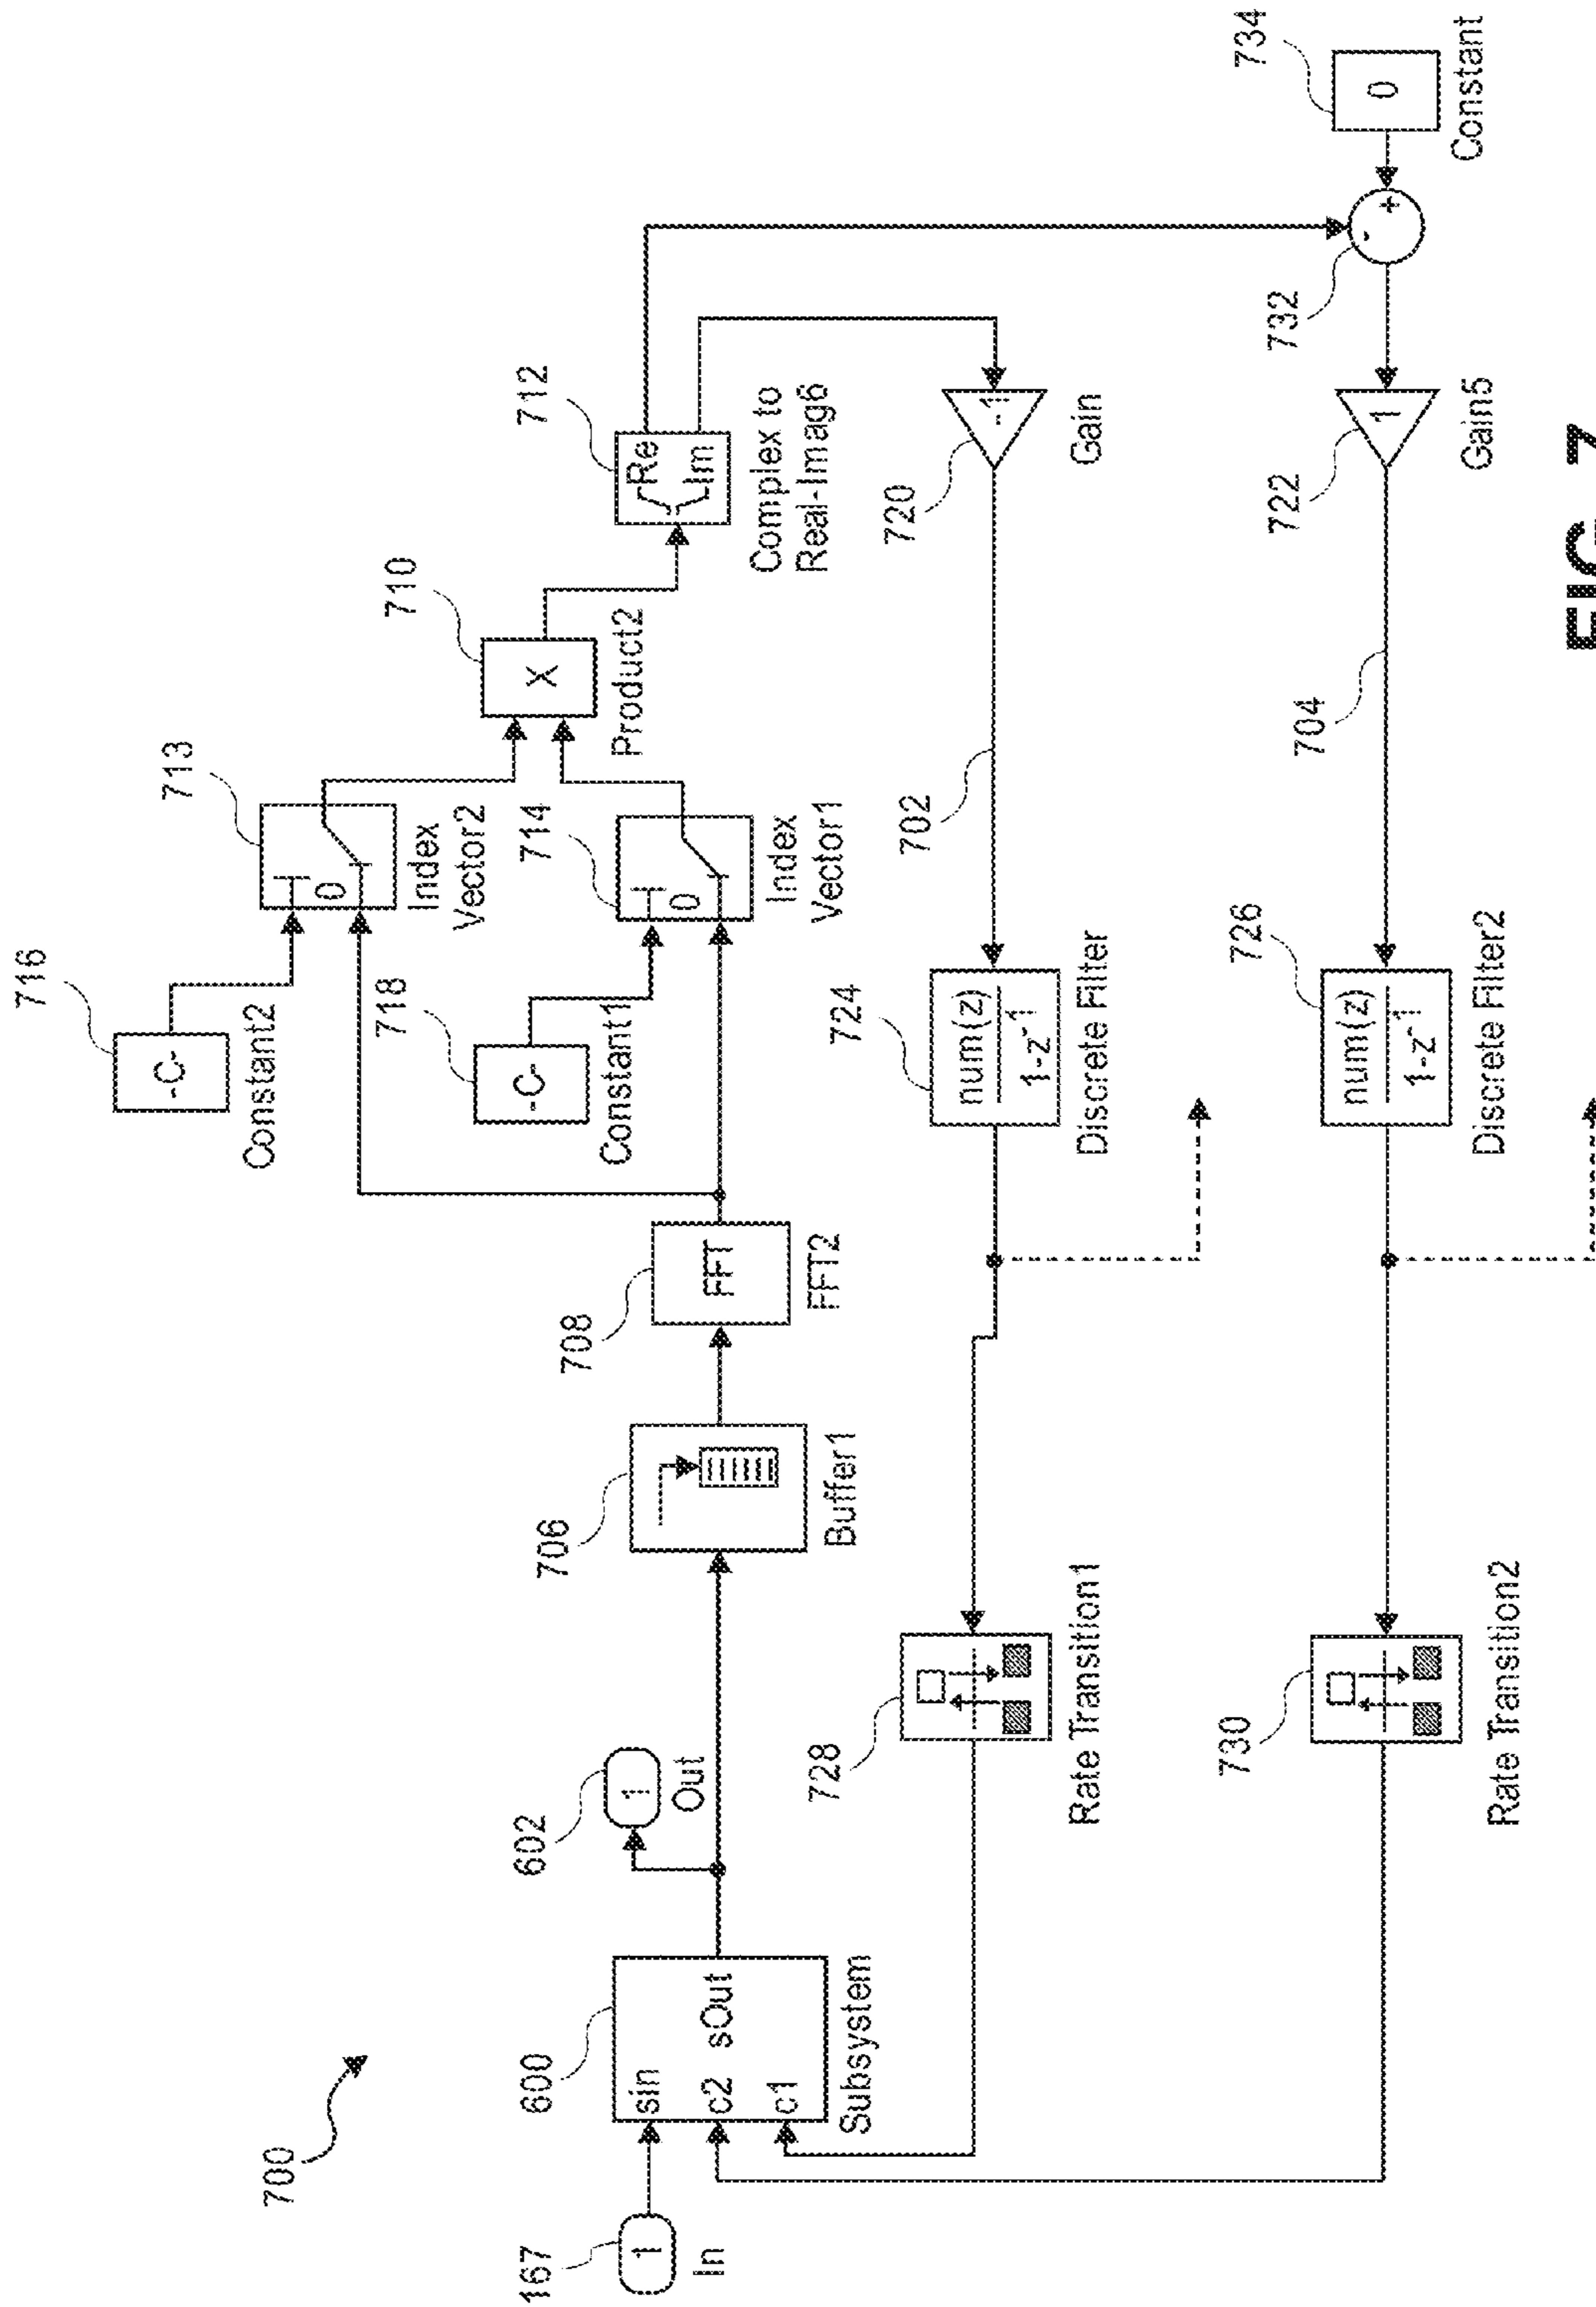 700
167
1
In
600
sin
c2 sOut
c1
Subsystem
602
1
Out
706
Buffer1
708
FFT
FFT2
716
-C-
Constant2
718
-C-
Constant1
713
0
Index
Vector2
714
0
Index
Vector1
710
X
Product2
712
Re
Im
Complex to
Real-Imag6
728
Rate Transition1
724
num(z)
1-z-1
Discrete Filter
702
720
-1
Gain
730
Rate Transition2
726
num(z)
1-z-1
Discrete Filter2
704
722
1
Gain5
732
-
+
734
0
Constant
FIG. 7